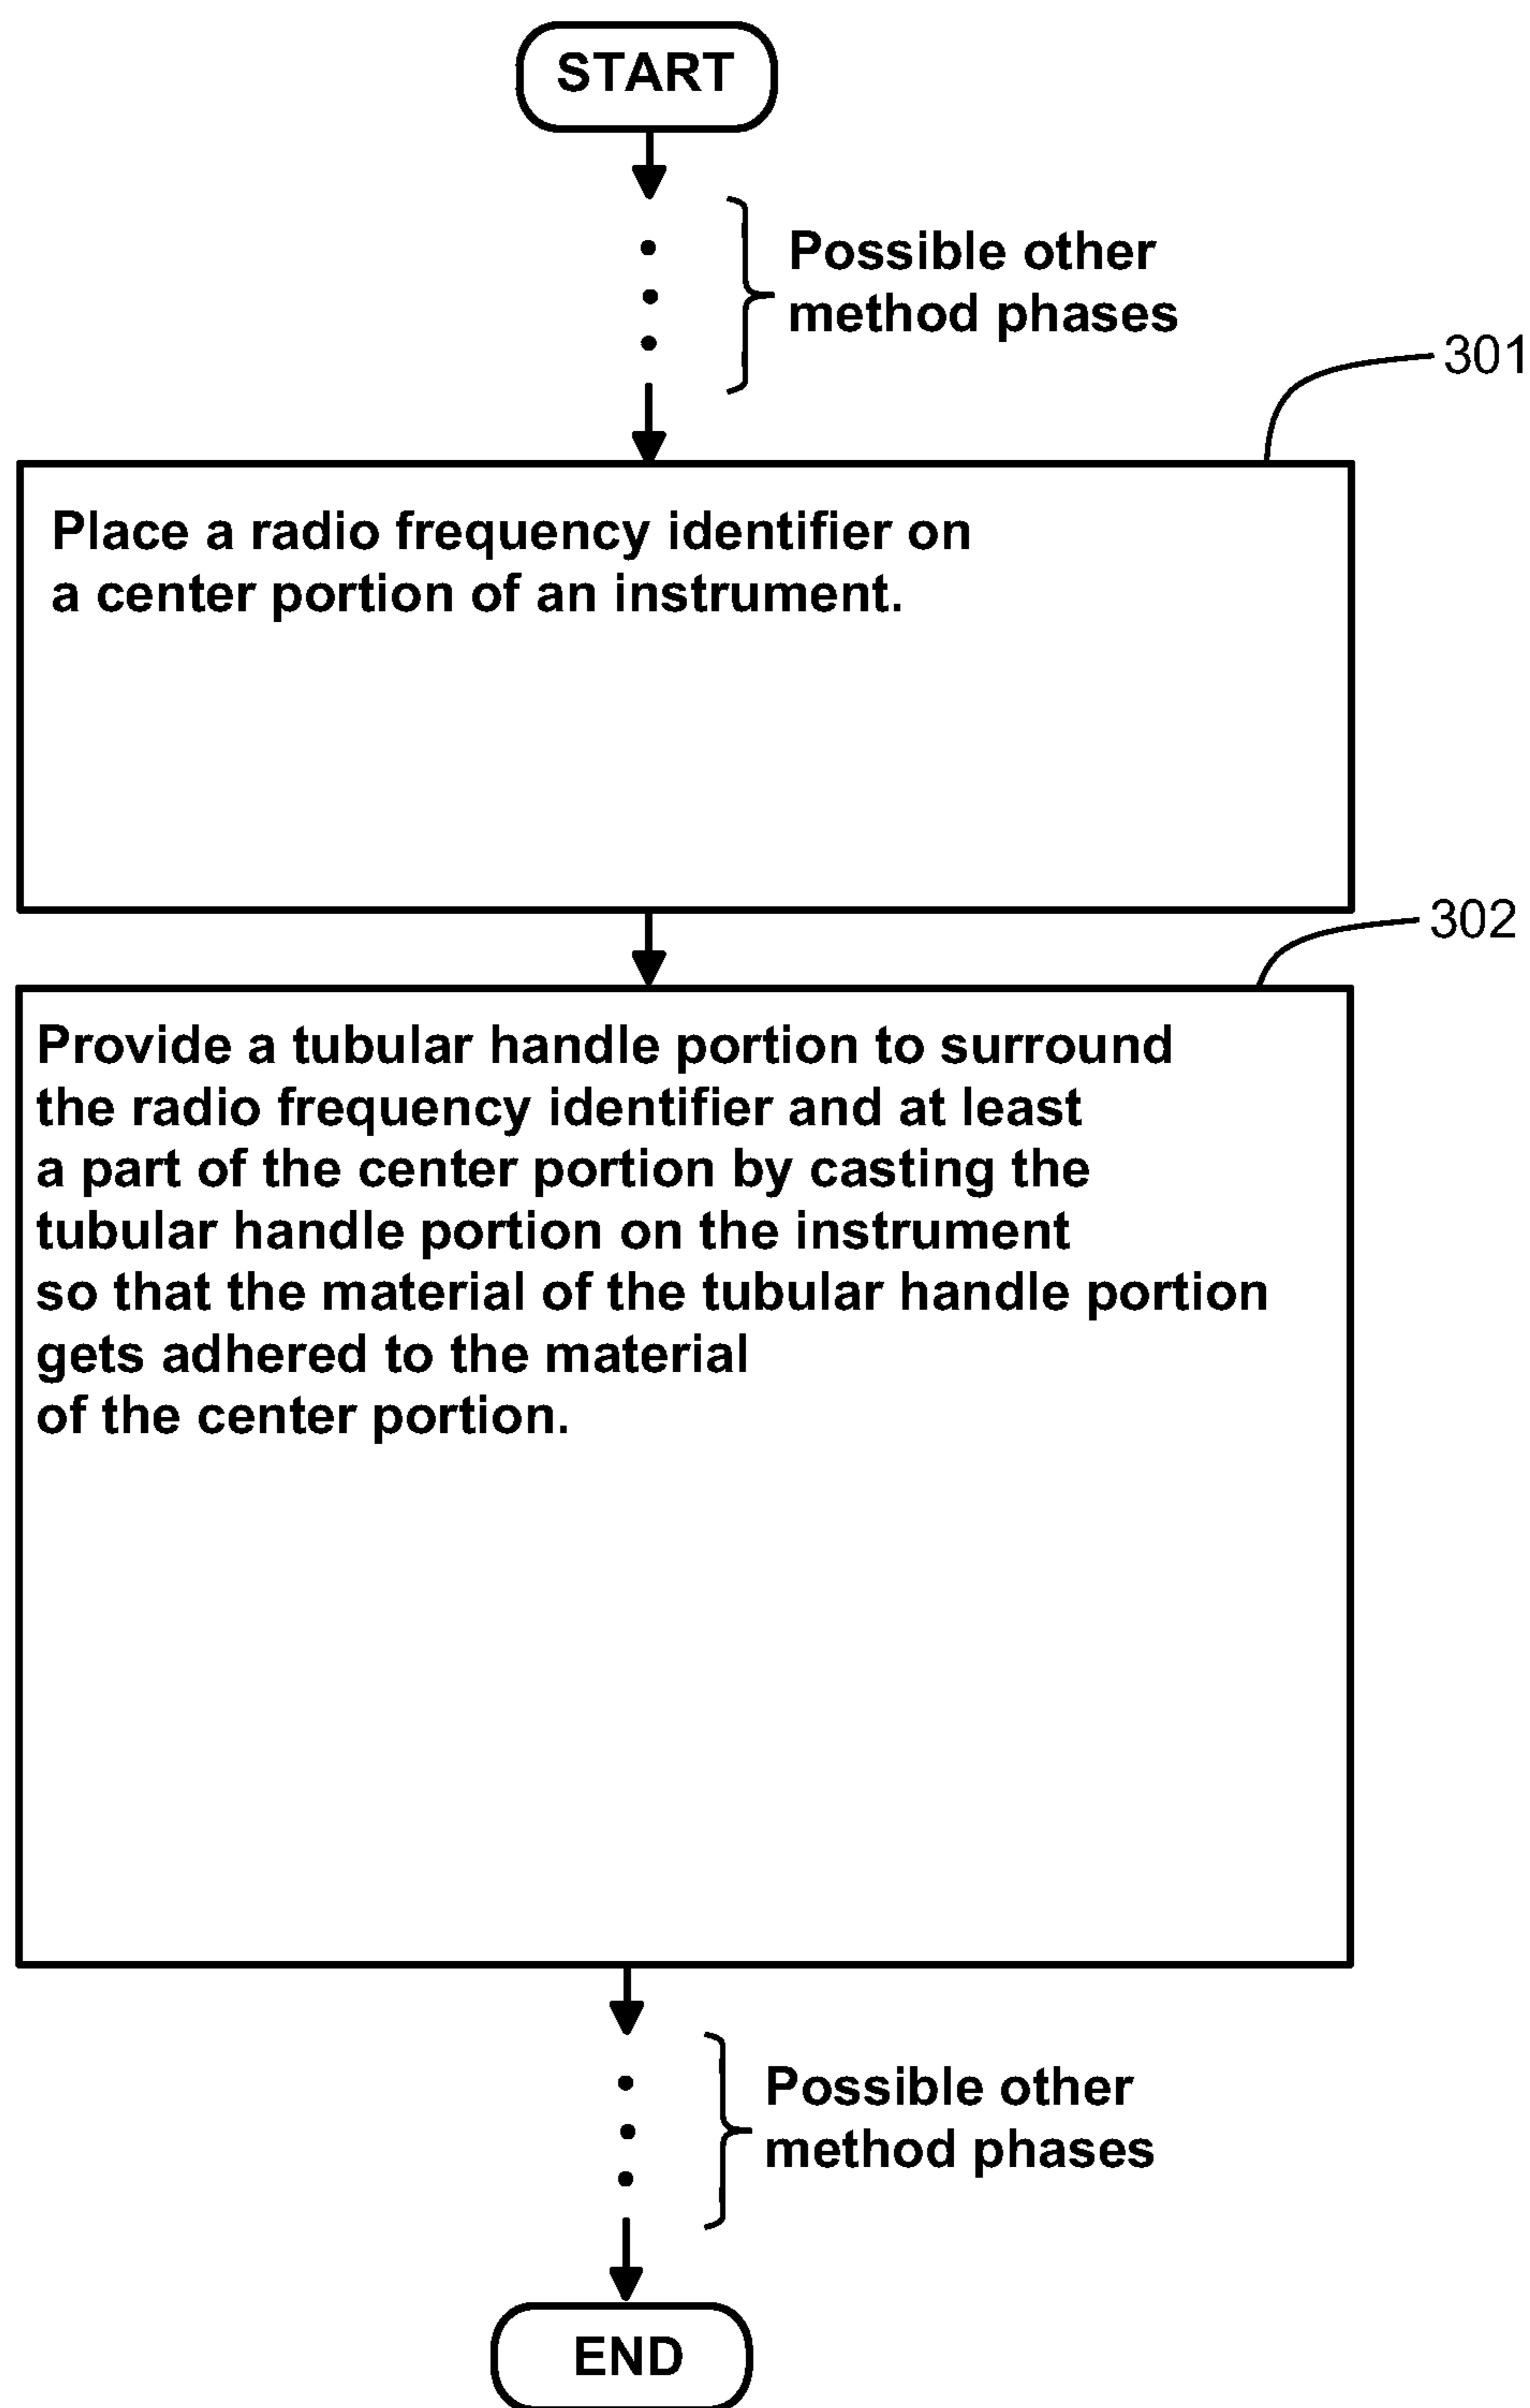 START
Possible other
method phases
301
Place a radio frequency identifier on
a center portion of an instrument.
302
Provide a tubular handle portion to surround
the radio frequency identifier and at least
a part of the center portion by casting the
tubular handle portion on the instrument
so that the material of the tubular handle portion
gets adhered to the material
of the center portion.
Possible other
method phases
END